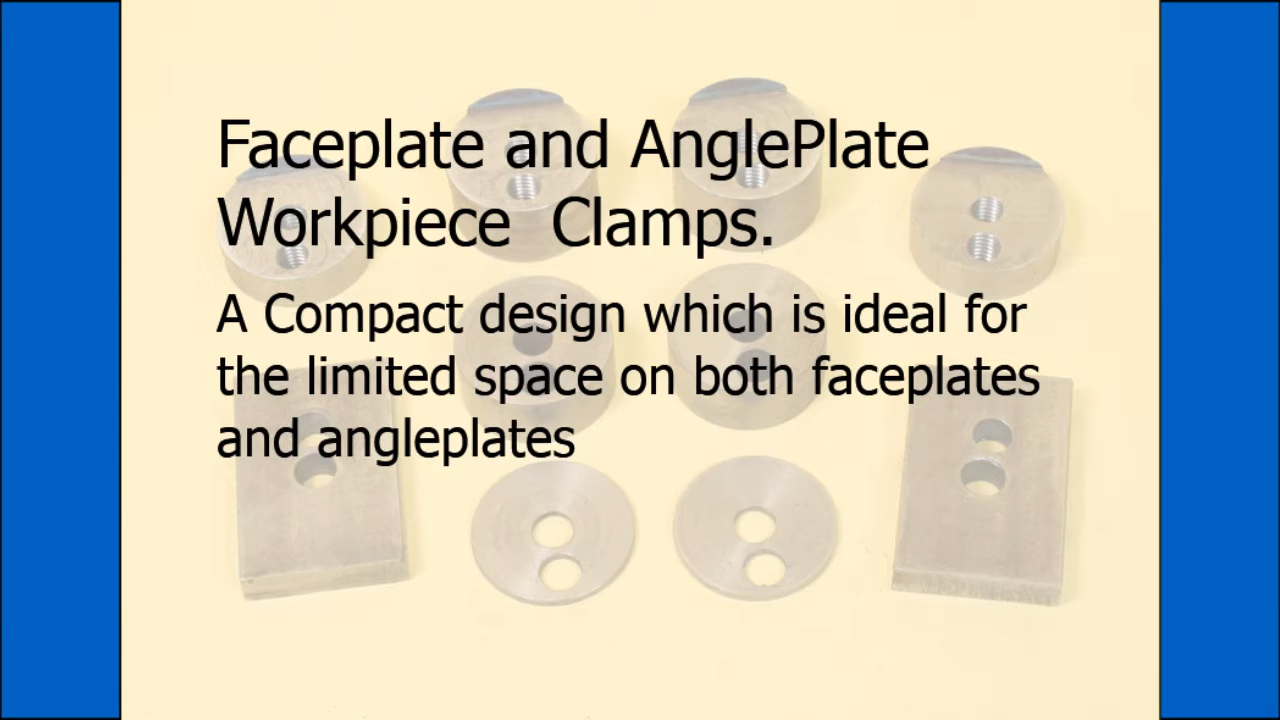 Faceplate and AnglePlate
Workpiece  Clamps.
A Compact design which is ideal for
the limited space on both faceplates
and angleplates